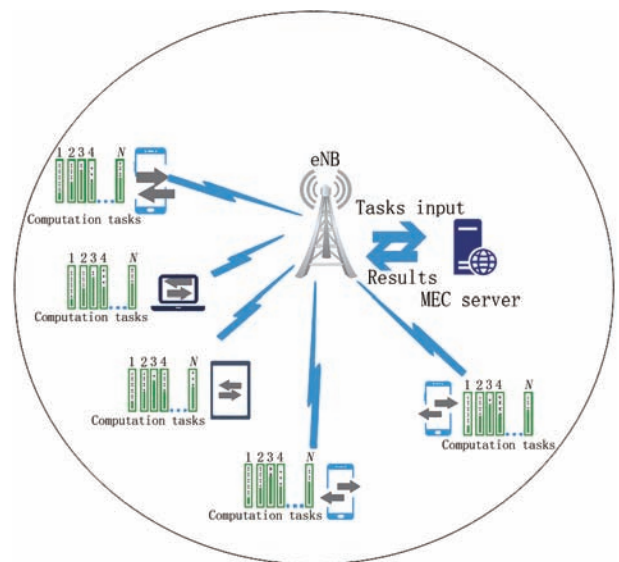 eNB
1 2 3 4 N
Computation tasks
Tasks input
Results
MEC server
1 2 3 4 N
Computation tasks
1 2 3 4 N
Computation tasks
1 2 3 4 N
Computation tasks
1 2 3 4 N
Computation tasks